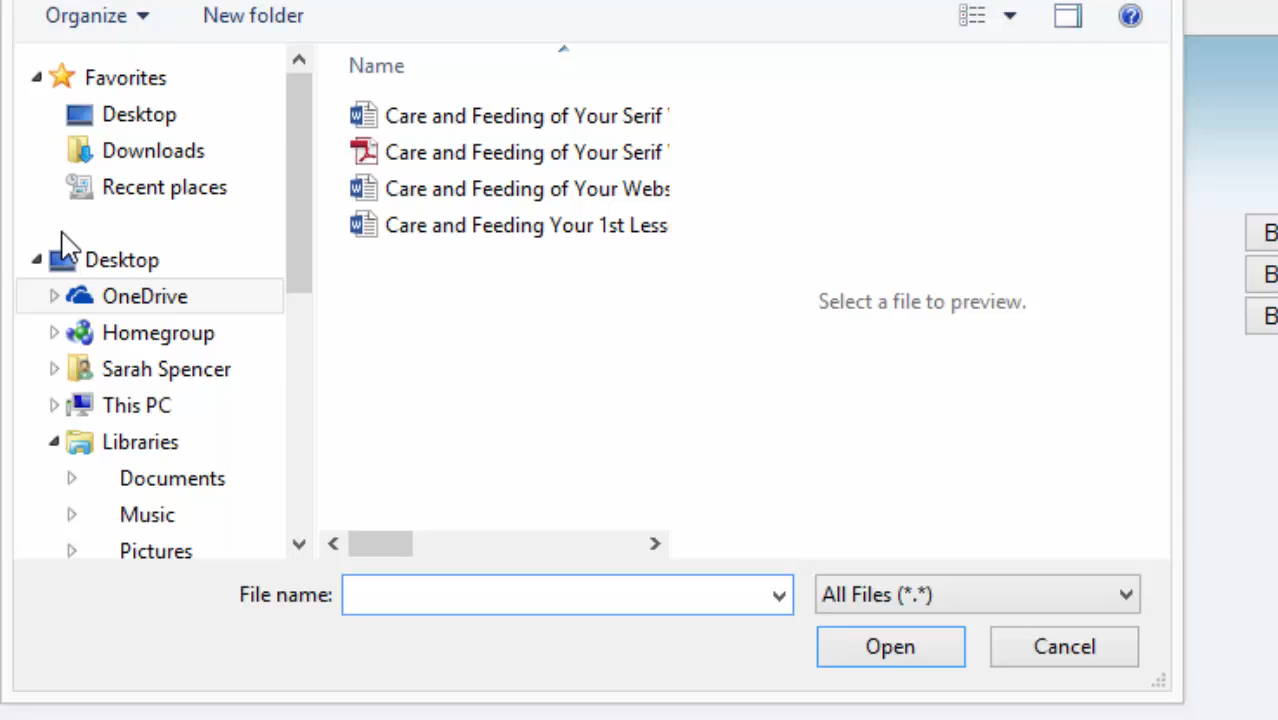 Organize New folder
Name
Favorites
Desktop
Downloads
Recent places
Desktop
OneDrive
Homegroup
Sarah Spencer
This PC
Libraries
Documents
Music
Pictures
Care and Feeding of Your Serif
Care and Feeding of Your Serif
Care and Feeding of Your Webs
Care and Feeding Your 1st Less
Select a file to preview.
File name:
All Files (*.*)
Open Cancel
B
B
B